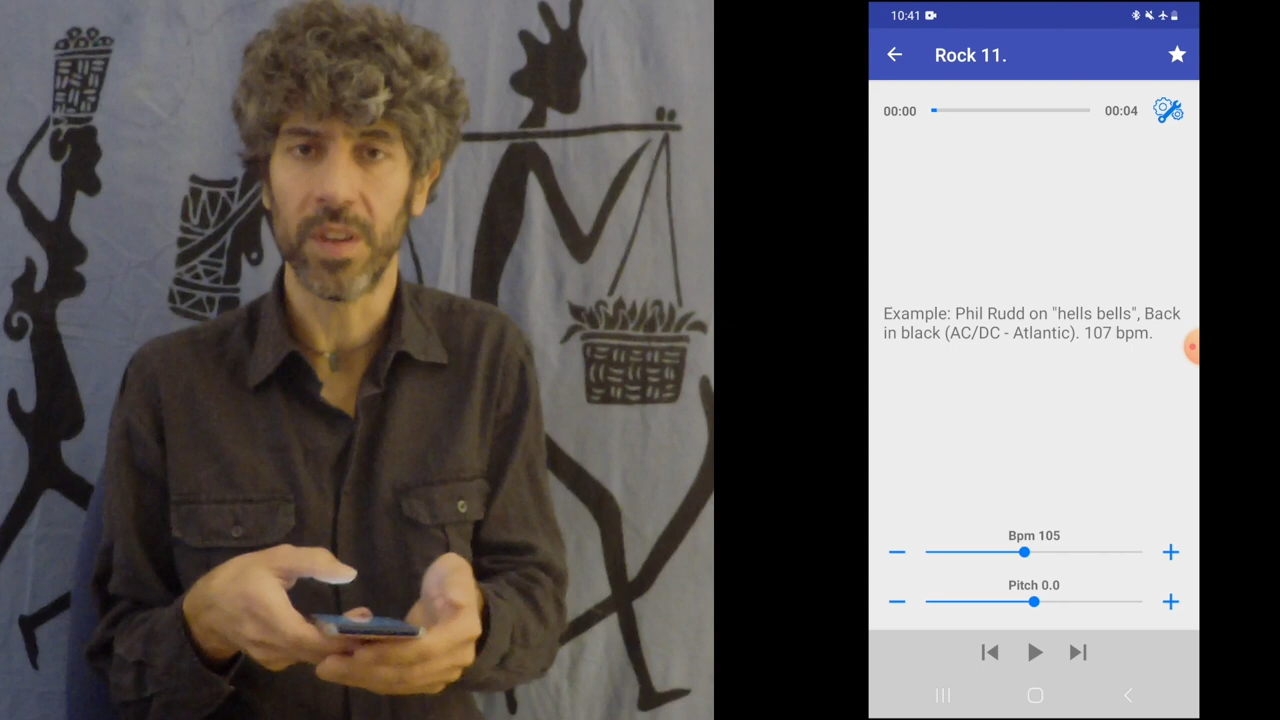 10:41
Rock 11.
00:00
00:04
Example: Phil Rudd on "hells bells", Back
in black (AC/DC - Atlantic). 107 bpm.
Bpm 105
Pitch 0.0